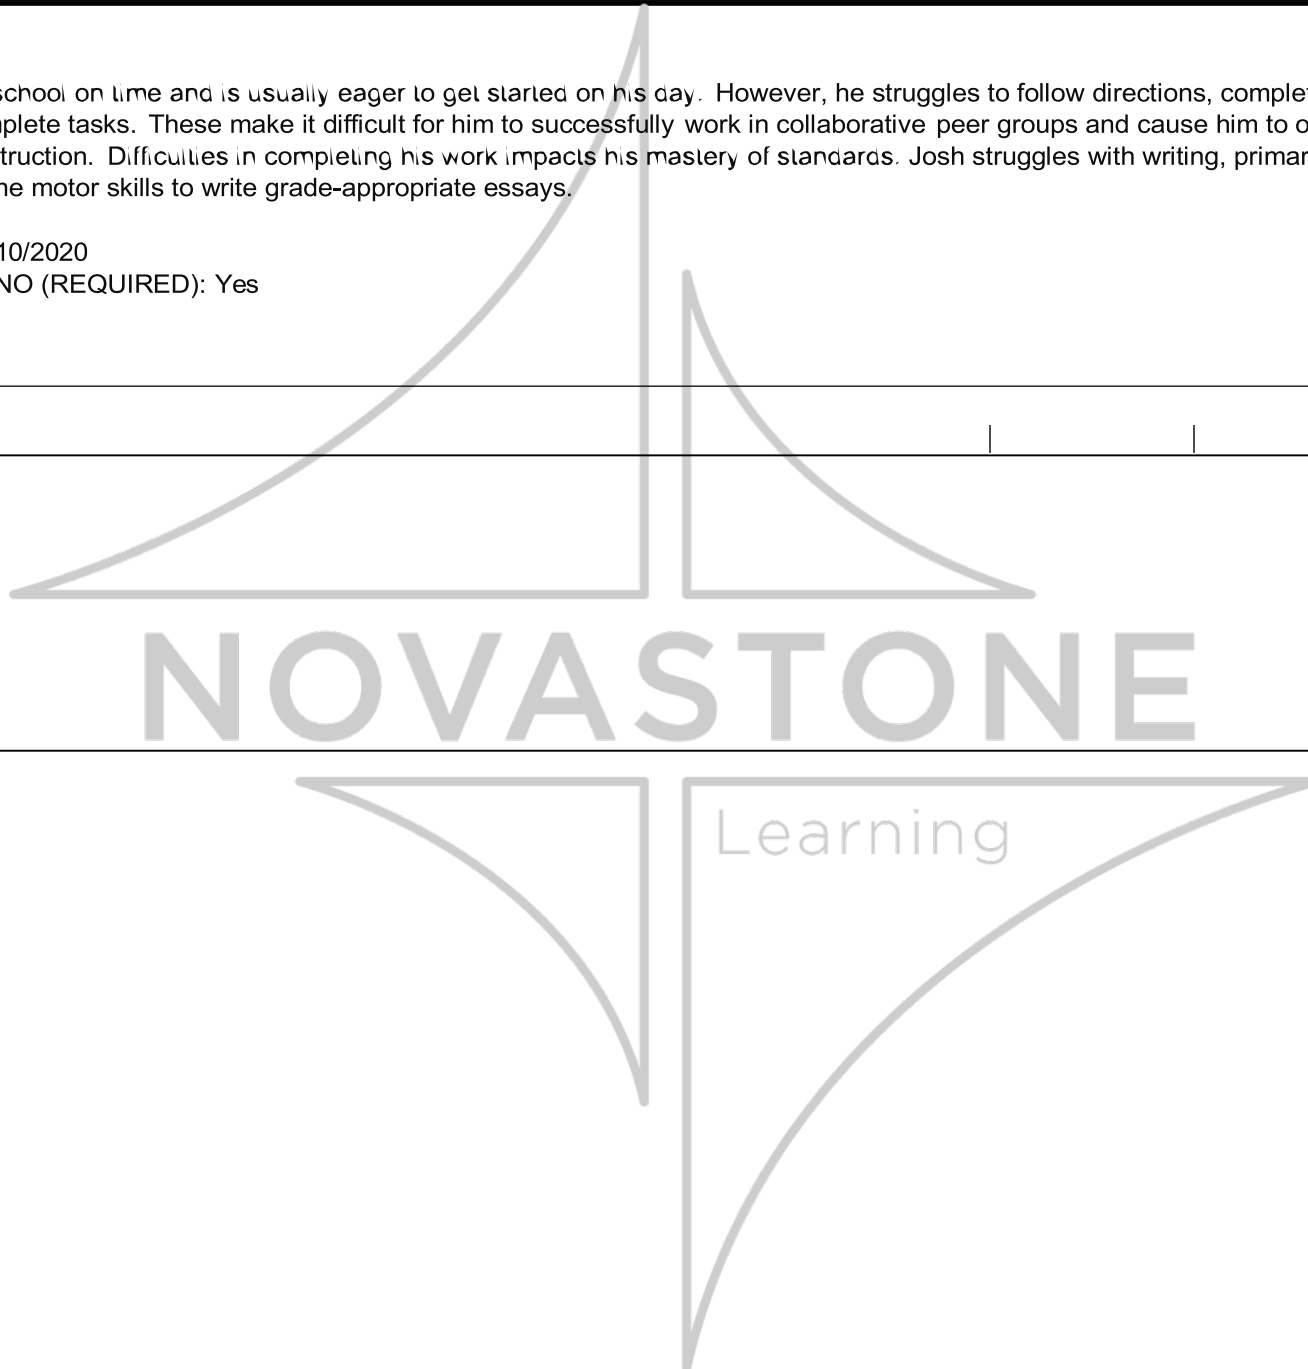 school on time and is usually eager to get started on his day. However, he struggles to follow directions, complet
plete tasks. These make it difficult for him to successfully work in collaborative peer groups and cause him to o
truction. Difficulties in completing his work impacts his mastery of standards. Josh struggles with writing, primar
ne motor skills to write grade-appropriate essays.
10/2020
NO (REQUIRED): Yes
NOVASTONE
Learning